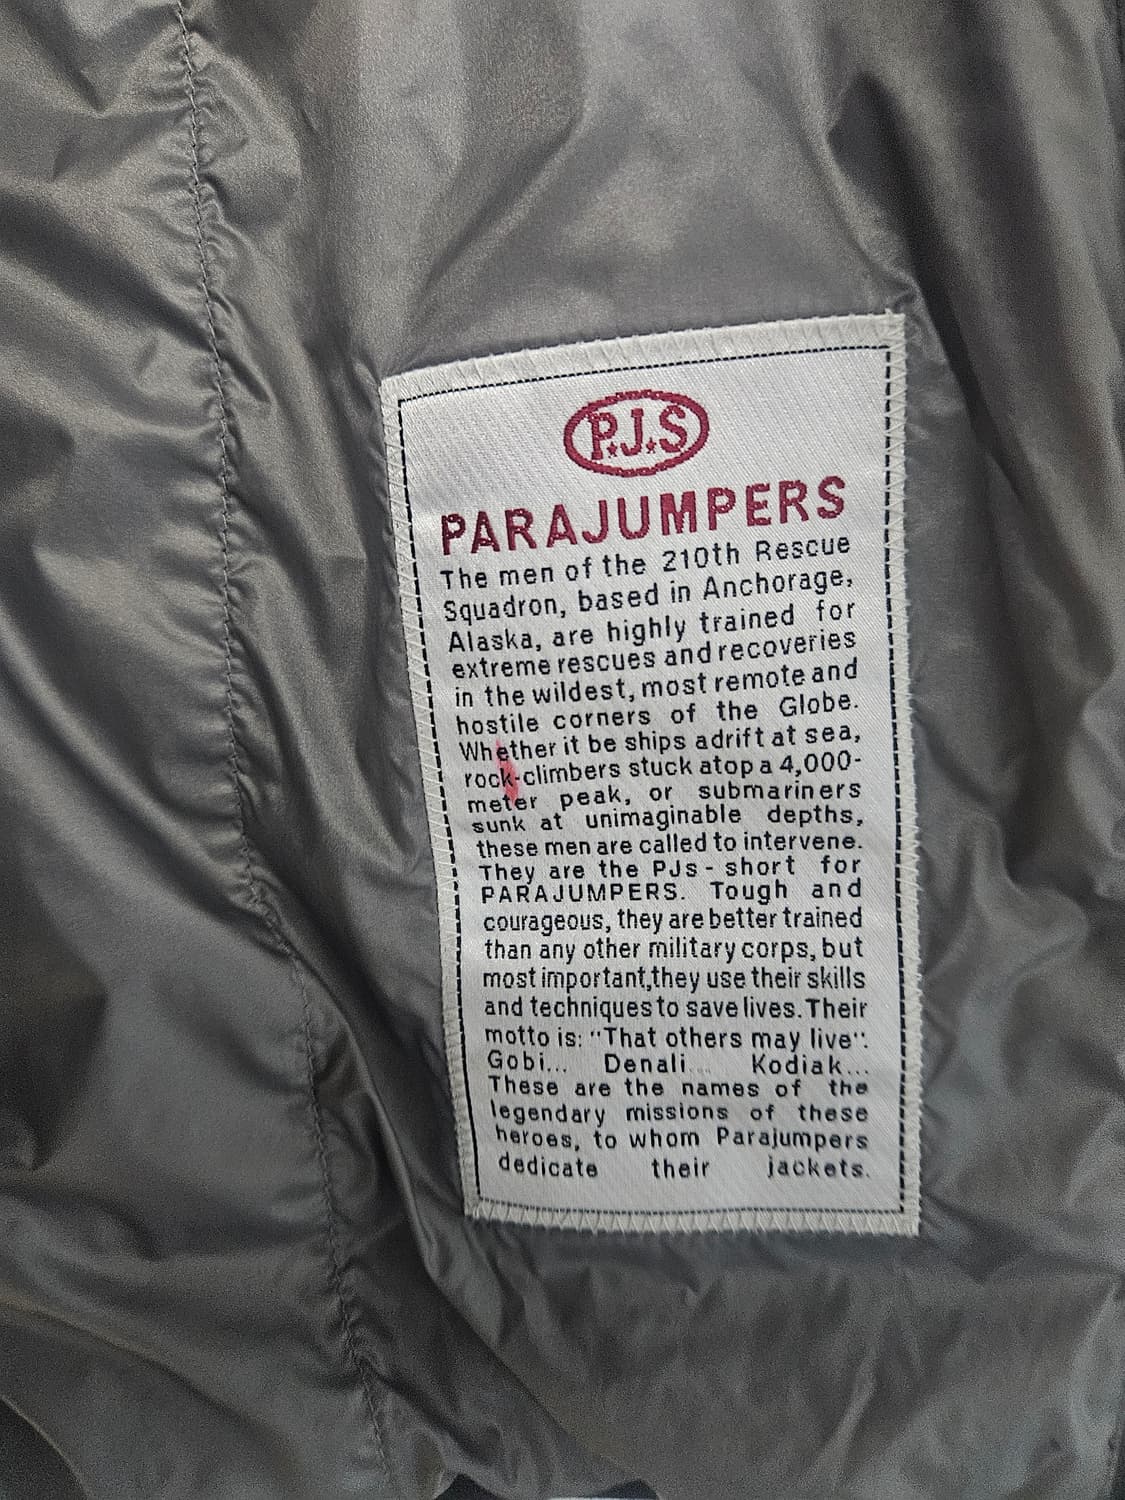 P.J.S
PARAJUMPERS
The men of the 210th Rescue
Squadron, based in Anchorage,
Alaska, are highly trained for
extreme rescues and recoveries
in the wildest, most remote and
hostile corners of the Globe.
Whether it be ships adrift at sea,
rock-climbers stuck atop a 4,000-
meter peak, or submariners
sunk at unimaginable depths,
these men are called to intervene.
They are the PJs - short for
PARAJUMPERS. Tough and
courageous, they are better trained
than any other military corps, but
most important,they use their skills
and techniques to save lives. Their
motto is: "That others may live".
Gobi... Denali... Kodiak...
These are the names of the
legendary missions of these
heroes, to whom Parajumpers
dedicate their jackets.